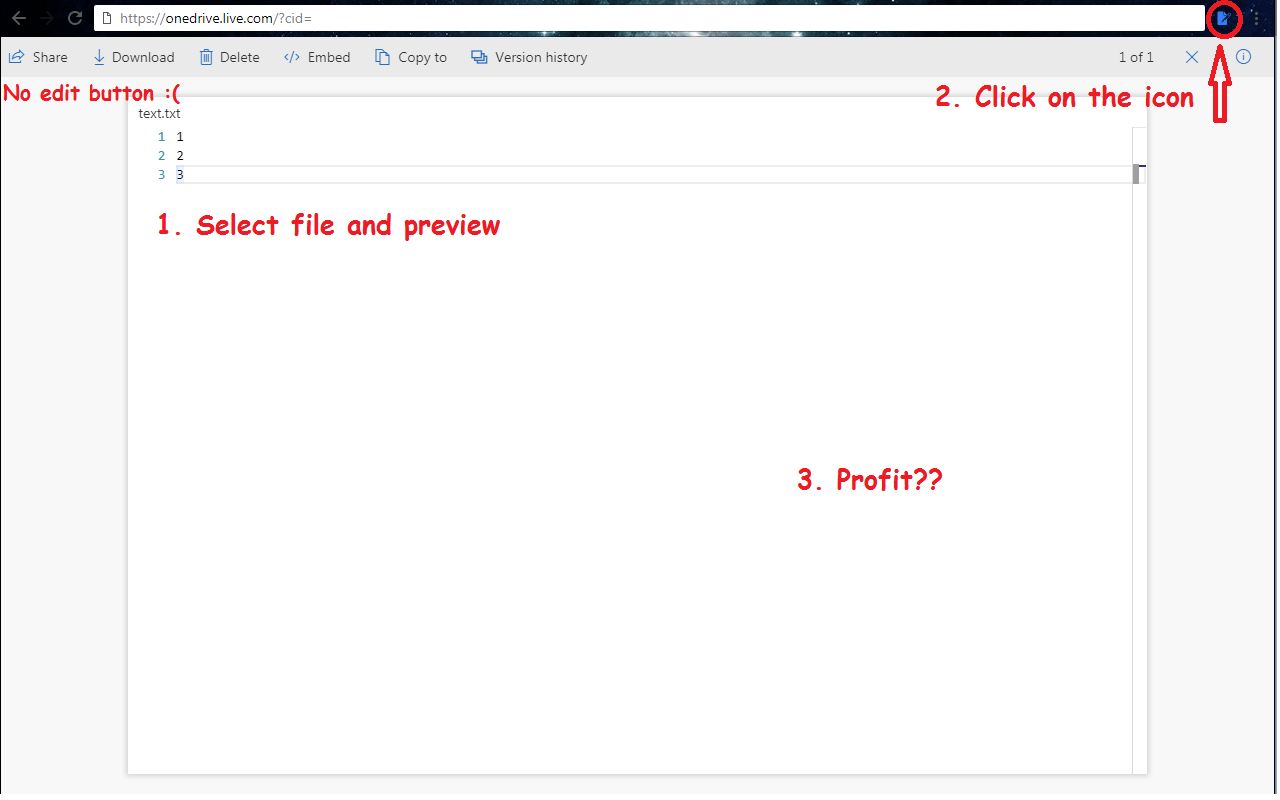 https://onedrive.live.com/?cid=
Share Download Delete Embed Copy to Version history 1 of 1
No edit button :(
2. Click on the icon
text.txt
1 1
2 2
3 3
1. Select file and preview
3. Profit??